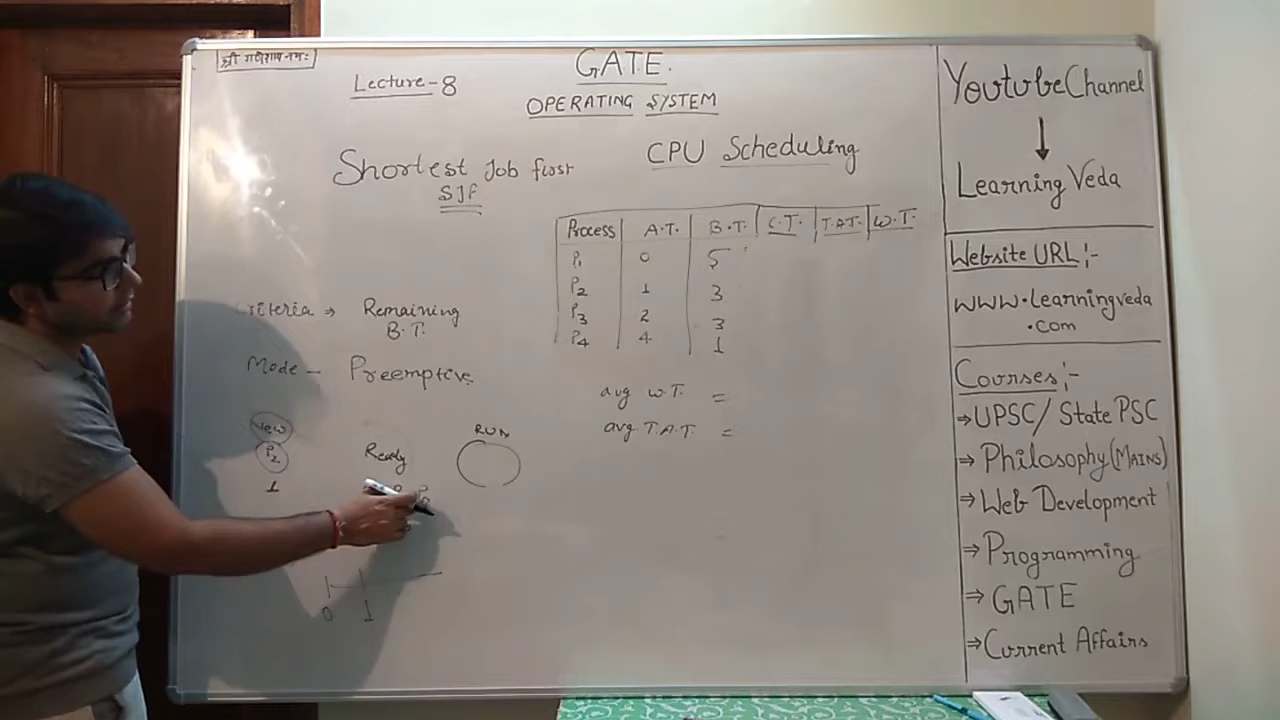 श्री गणेशाय नमः
Lecture-8
GATE.
OPERATING SYSTEM
CPU Scheduling
Shortest Job first
SJF
Process A.T. B.T. C.T. T.A.T. W.T.
P1 0 5
P2 1 3
P3 2 3
P4 4 1
Criteria ⇒ Remaining
B.T.
Mode - Preemptive
avg W.T. =
avg T.A.T. =
New
P2
1
Ready
RUN
0 1
Youtube Channel
↓
Learning Veda
Website URL:-
www.learningveda
.com
Courses:-
⇒ UPSC/State PSC
⇒ Philosophy(MAINS)
⇒ Web Development
⇒ Programming
⇒ GATE
⇒ Current Affairs